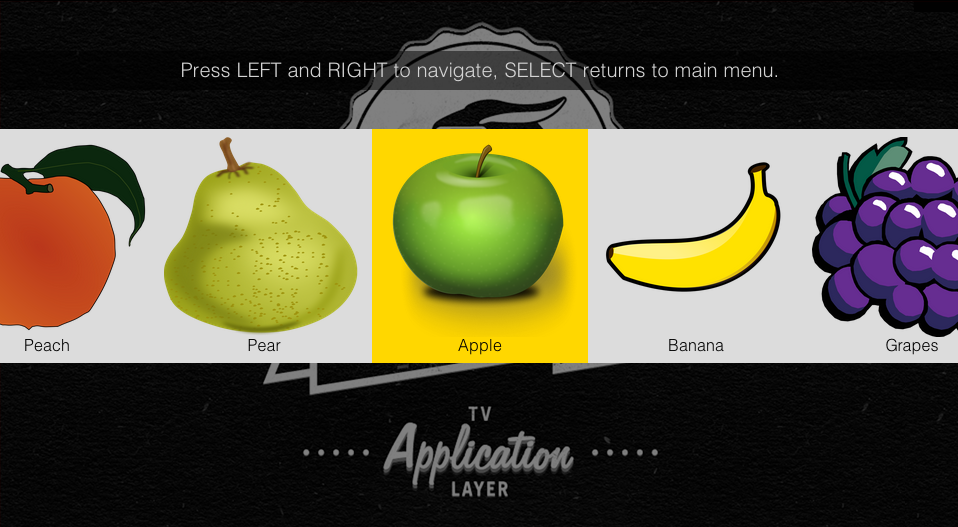 Press LEFT and RIGHT to navigate, SELECT returns to main menu.
Peach
Pear
Apple
Banana
Grapes
TV
Application
LAYER